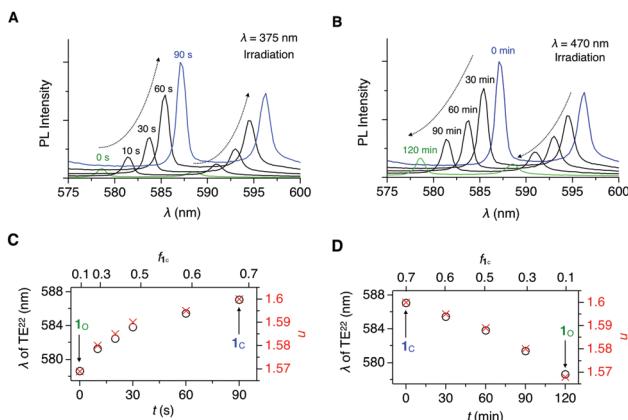 A
λ = 375 nm
Irradiation
90 s
60 s
30 s
10 s
0 s
PL Intensity
575 580 585 590 595 600
λ (nm)
B
λ = 470 nm
Irradiation
0 min
30 min
60 min
90 min
120 min
PL Intensity
575 580 585 590 595 600
λ (nm)
C
f1c
0.1 0.3 0.5 0.6 0.7
588
584
580
λ of TE22
1O
1C
1.6
1.59
1.58
1.57
n
0 30 60 90
t (s)
D
f1c
0.7 0.6 0.5 0.3 0.1
588
584
580
λ of TE22
1C
1O
1.6
1.59
1.58
1.57
n
0 30 60 90 120
t (min)